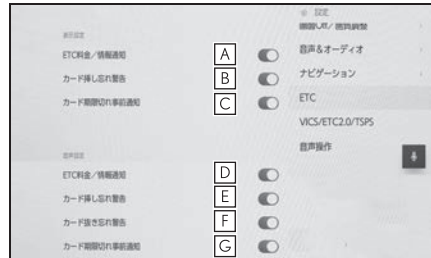 表示設定
ETC料金／情報通知 A
カード挿し忘れ警告 B
カード期限切れ事前通知 C
音声設定
ETC料金／情報通知 D
カード挿し忘れ警告 E
カード抜き忘れ警告 F
カード期限切れ事前通知 G
設定
画面OFF／画質調整
音声&オーディオ
ナビゲーション
ETC
VICS/ETC2.0/TSPS
音声操作